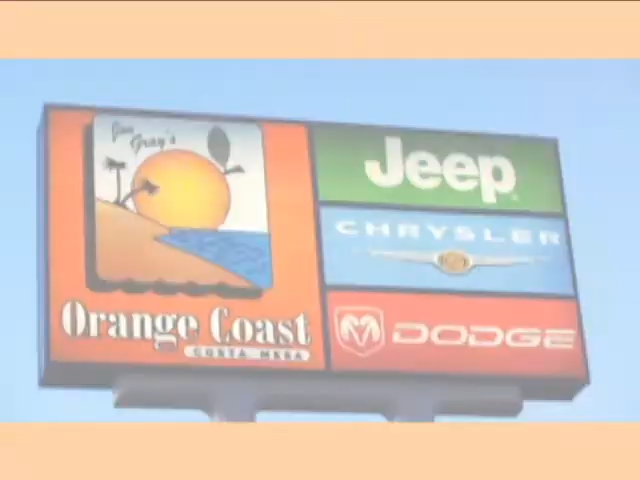 Jim Gray's
Orange Coast
COSTA MESA
Jeep
CHRYSLER
DODGE